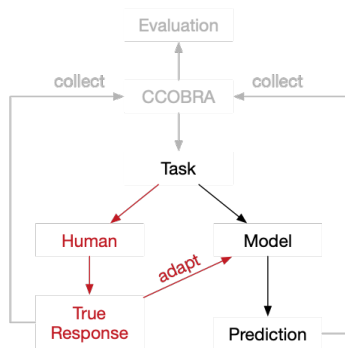 Evaluation
collect
CCOBRA
collect
Task
Human
Model
adapt
True
Response
Prediction